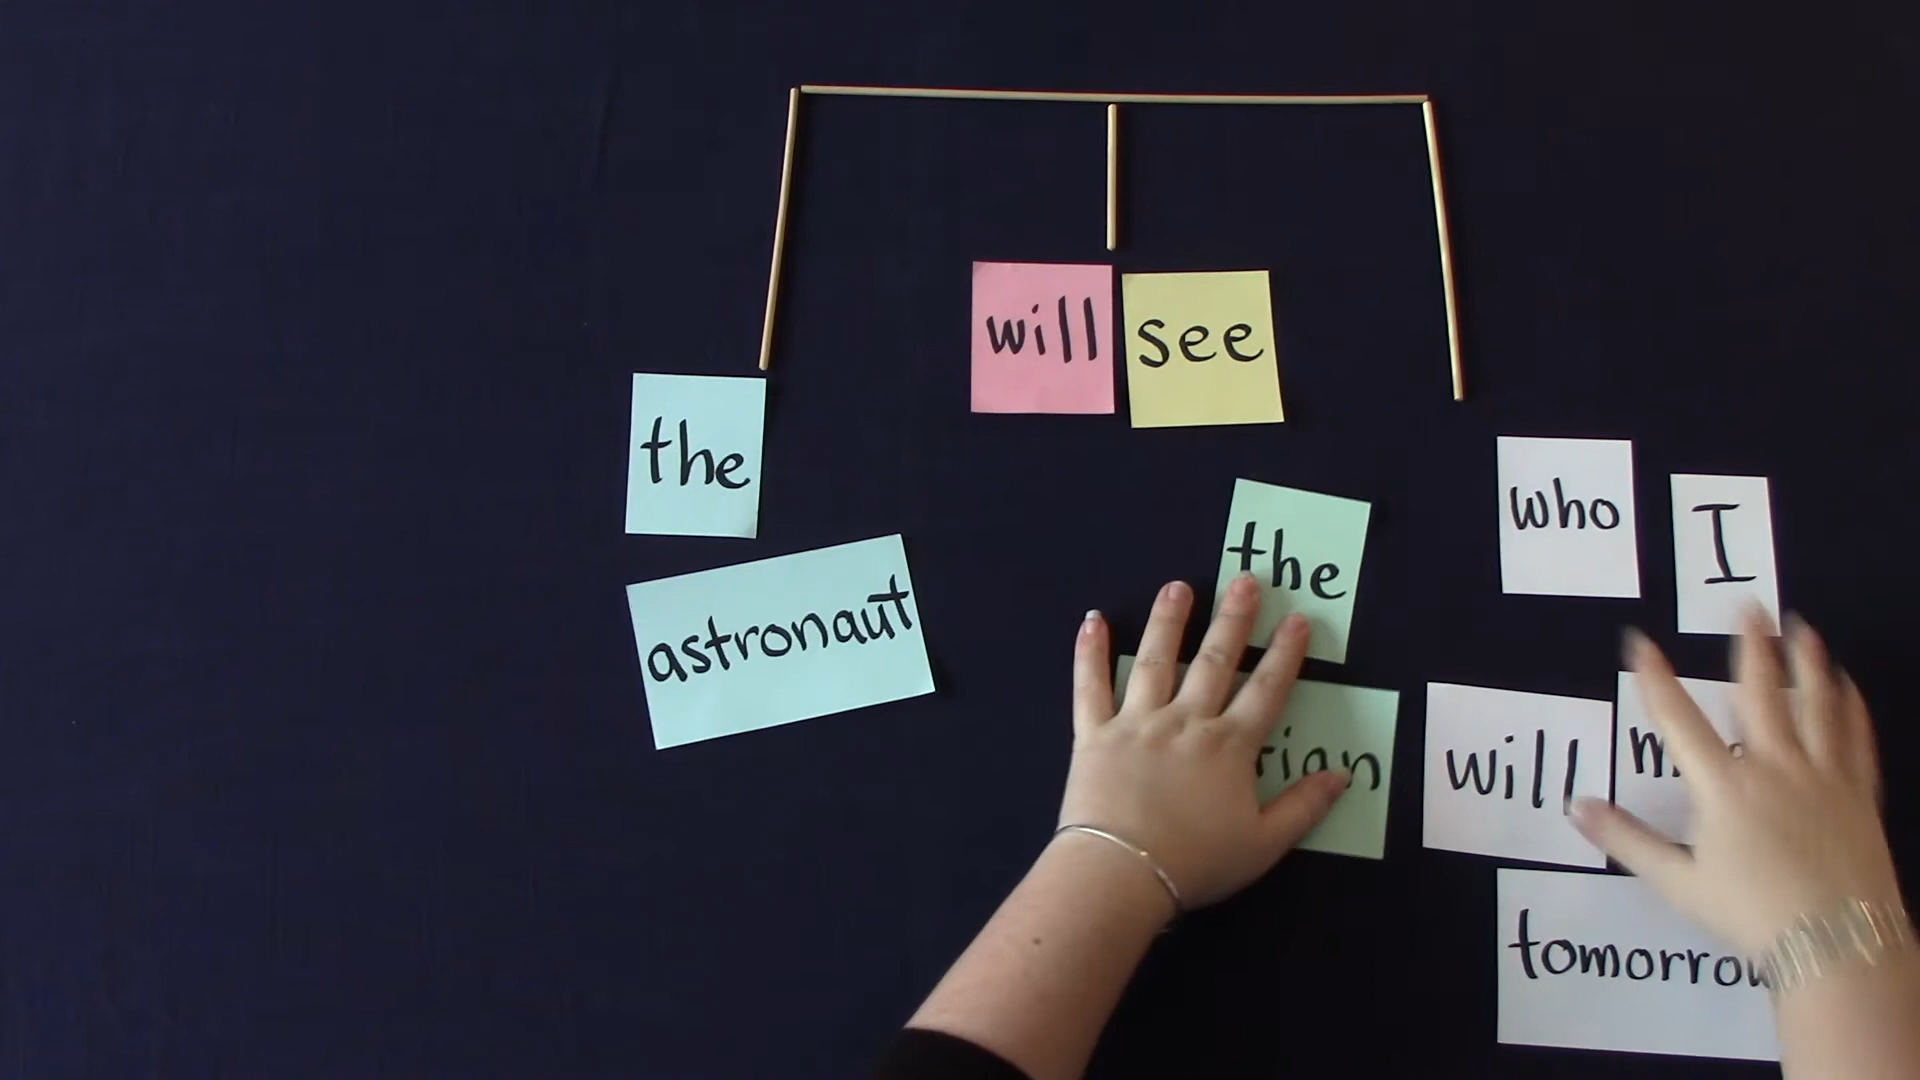 will see
the
who I
the
astronaut
will
tomorrow